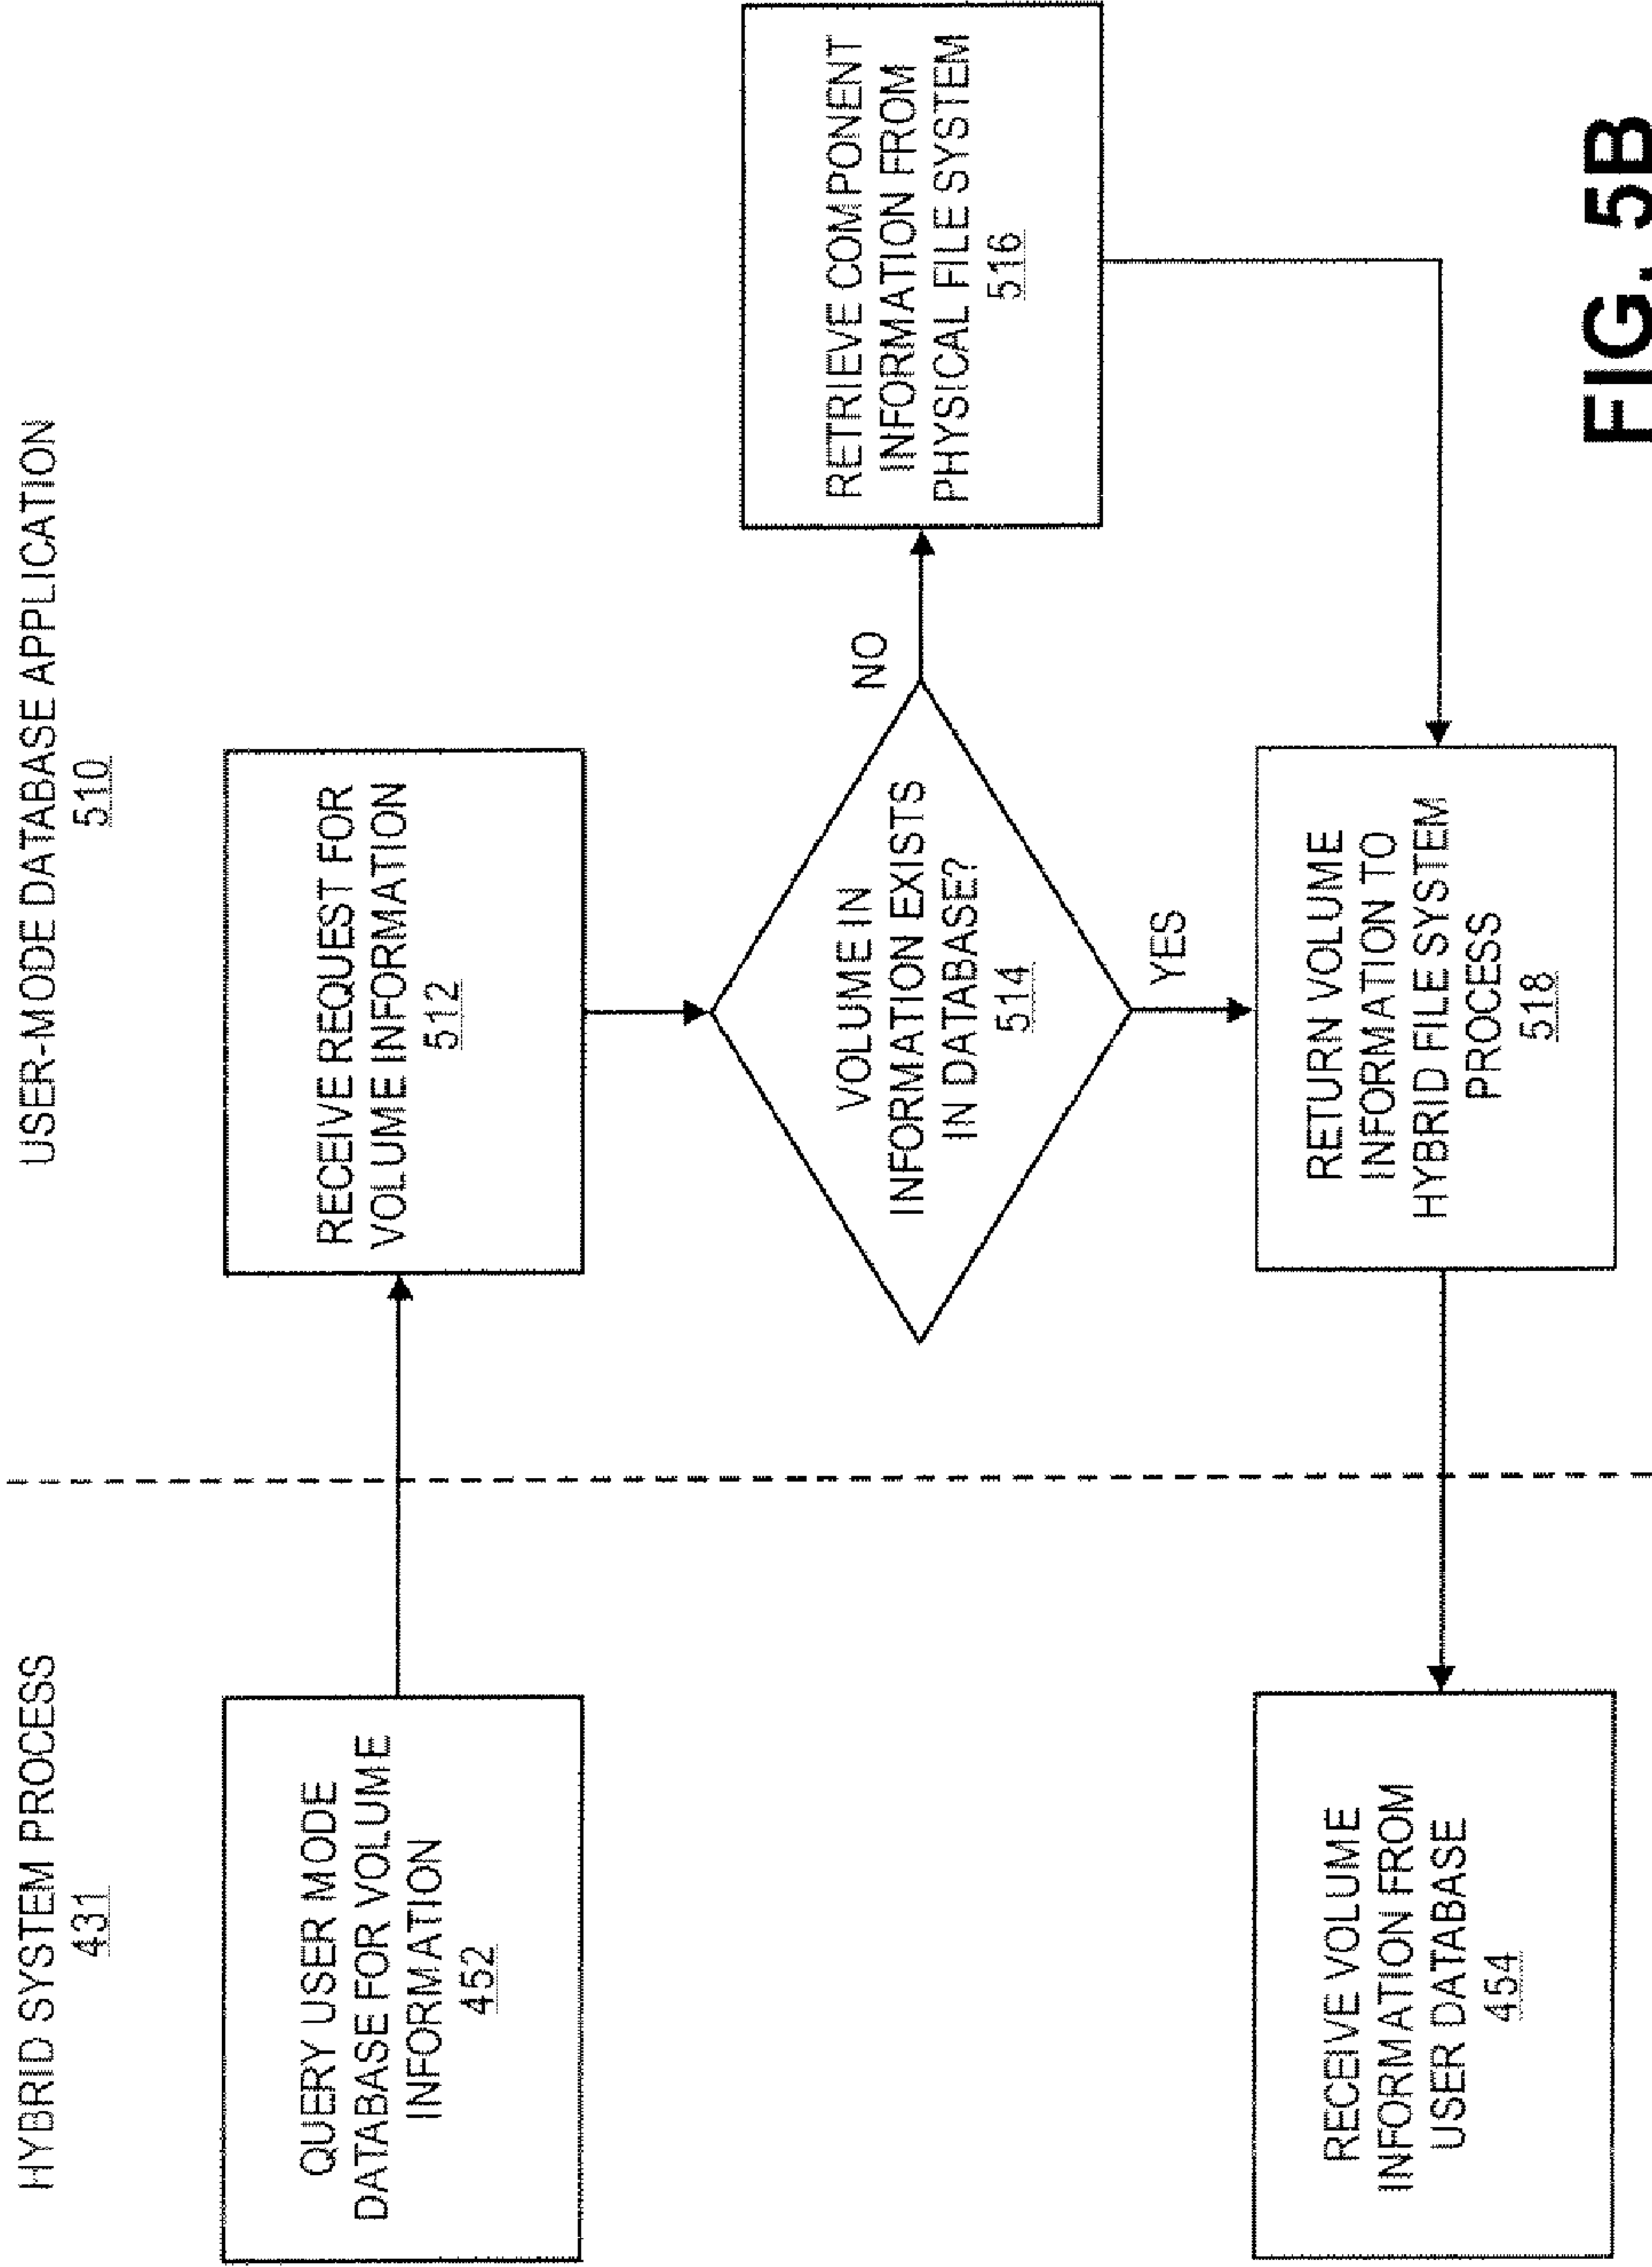 HYBRID SYSTEM PROCESS
431
USER-MODE DATABASE APPLICATION
510
QUERY USER MODE
DATABASE FOR VOLUME
INFORMATION
452
RECEIVE REQUEST FOR
VOLUME INFORMATION
512
VOLUME IN
INFORMATION EXISTS
IN DATABASE?
514
NO
RETRIEVE COMPONENT
INFORMATION FROM
PHYSICAL FILE SYSTEM
516
YES
RETURN VOLUME
INFORMATION TO
HYBRID FILE SYSTEM
PROCESS
518
RECEIVE VOLUME
INFORMATION FROM
USER DATABASE
454
FIG. 5B